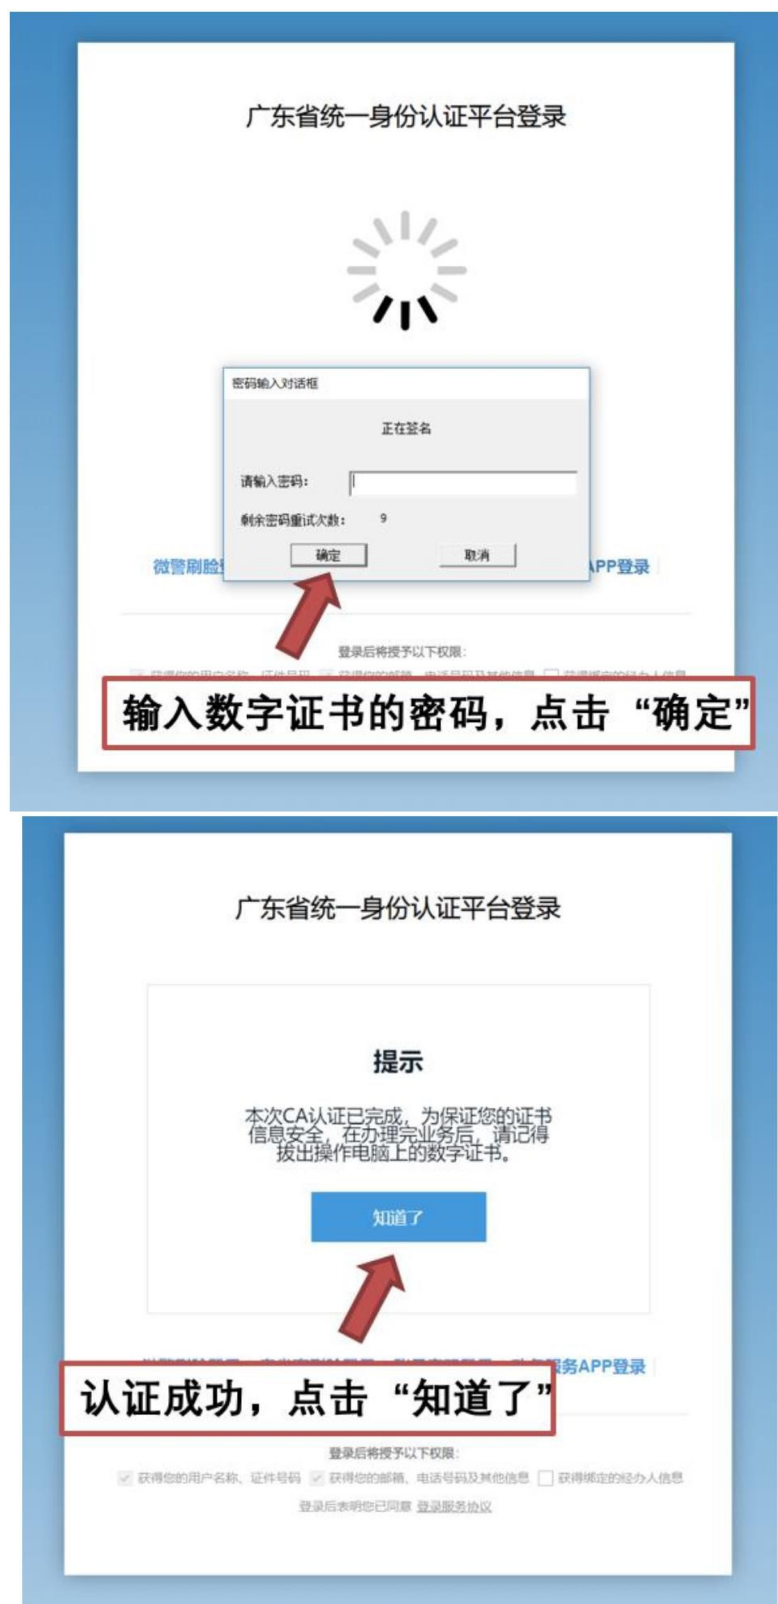 广东省统一身份认证平台登录
密码输入对话框
正在签名
请输入密码：
剩余密码重试次数： 9
确定 取消
微警刷脸 APP登录
登录后将授予以下权限：
输入数字证书的密码，点击“确定”
广东省统一身份认证平台登录
提示
本次CA认证已完成，为保证您的证书
信息安全，在办理完业务后，请记得
拔出操作电脑上的数字证书。
知道了
务APP登录
认证成功，点击“知道了”
登录后将授予以下权限：
获得您的用户名称、证件号码 获得您的邮箱、电话号码及其他信息 获得绑定的经办人信息
登录后表明您已同意 登录服务协议